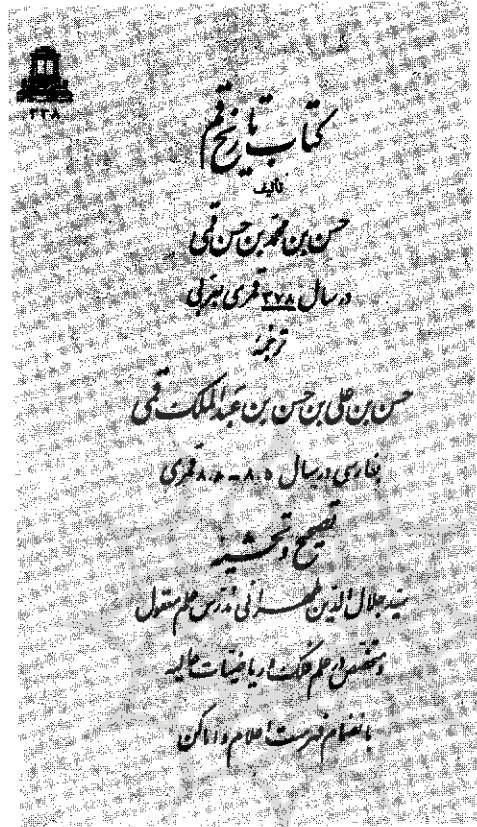 ۳۳۸
کتاب تاریخ قم
تألیف
حسن بن محمد بن حسن قمی
در سال ۳۷۸ قمری بعربی
ترجمهٔ
حسن بن علی بن حسن بن عبدالملک قمی
بفارسی در سال ۸۰۵ - ۸۰۶ قمری
تصحیح و تحشیهٔ
سید جلال الدین طهرانی مدرس علم معقول
و متخصص در علم فلک و ریاضیات عالیه
بانضمام فهرست اعلام و اماکن